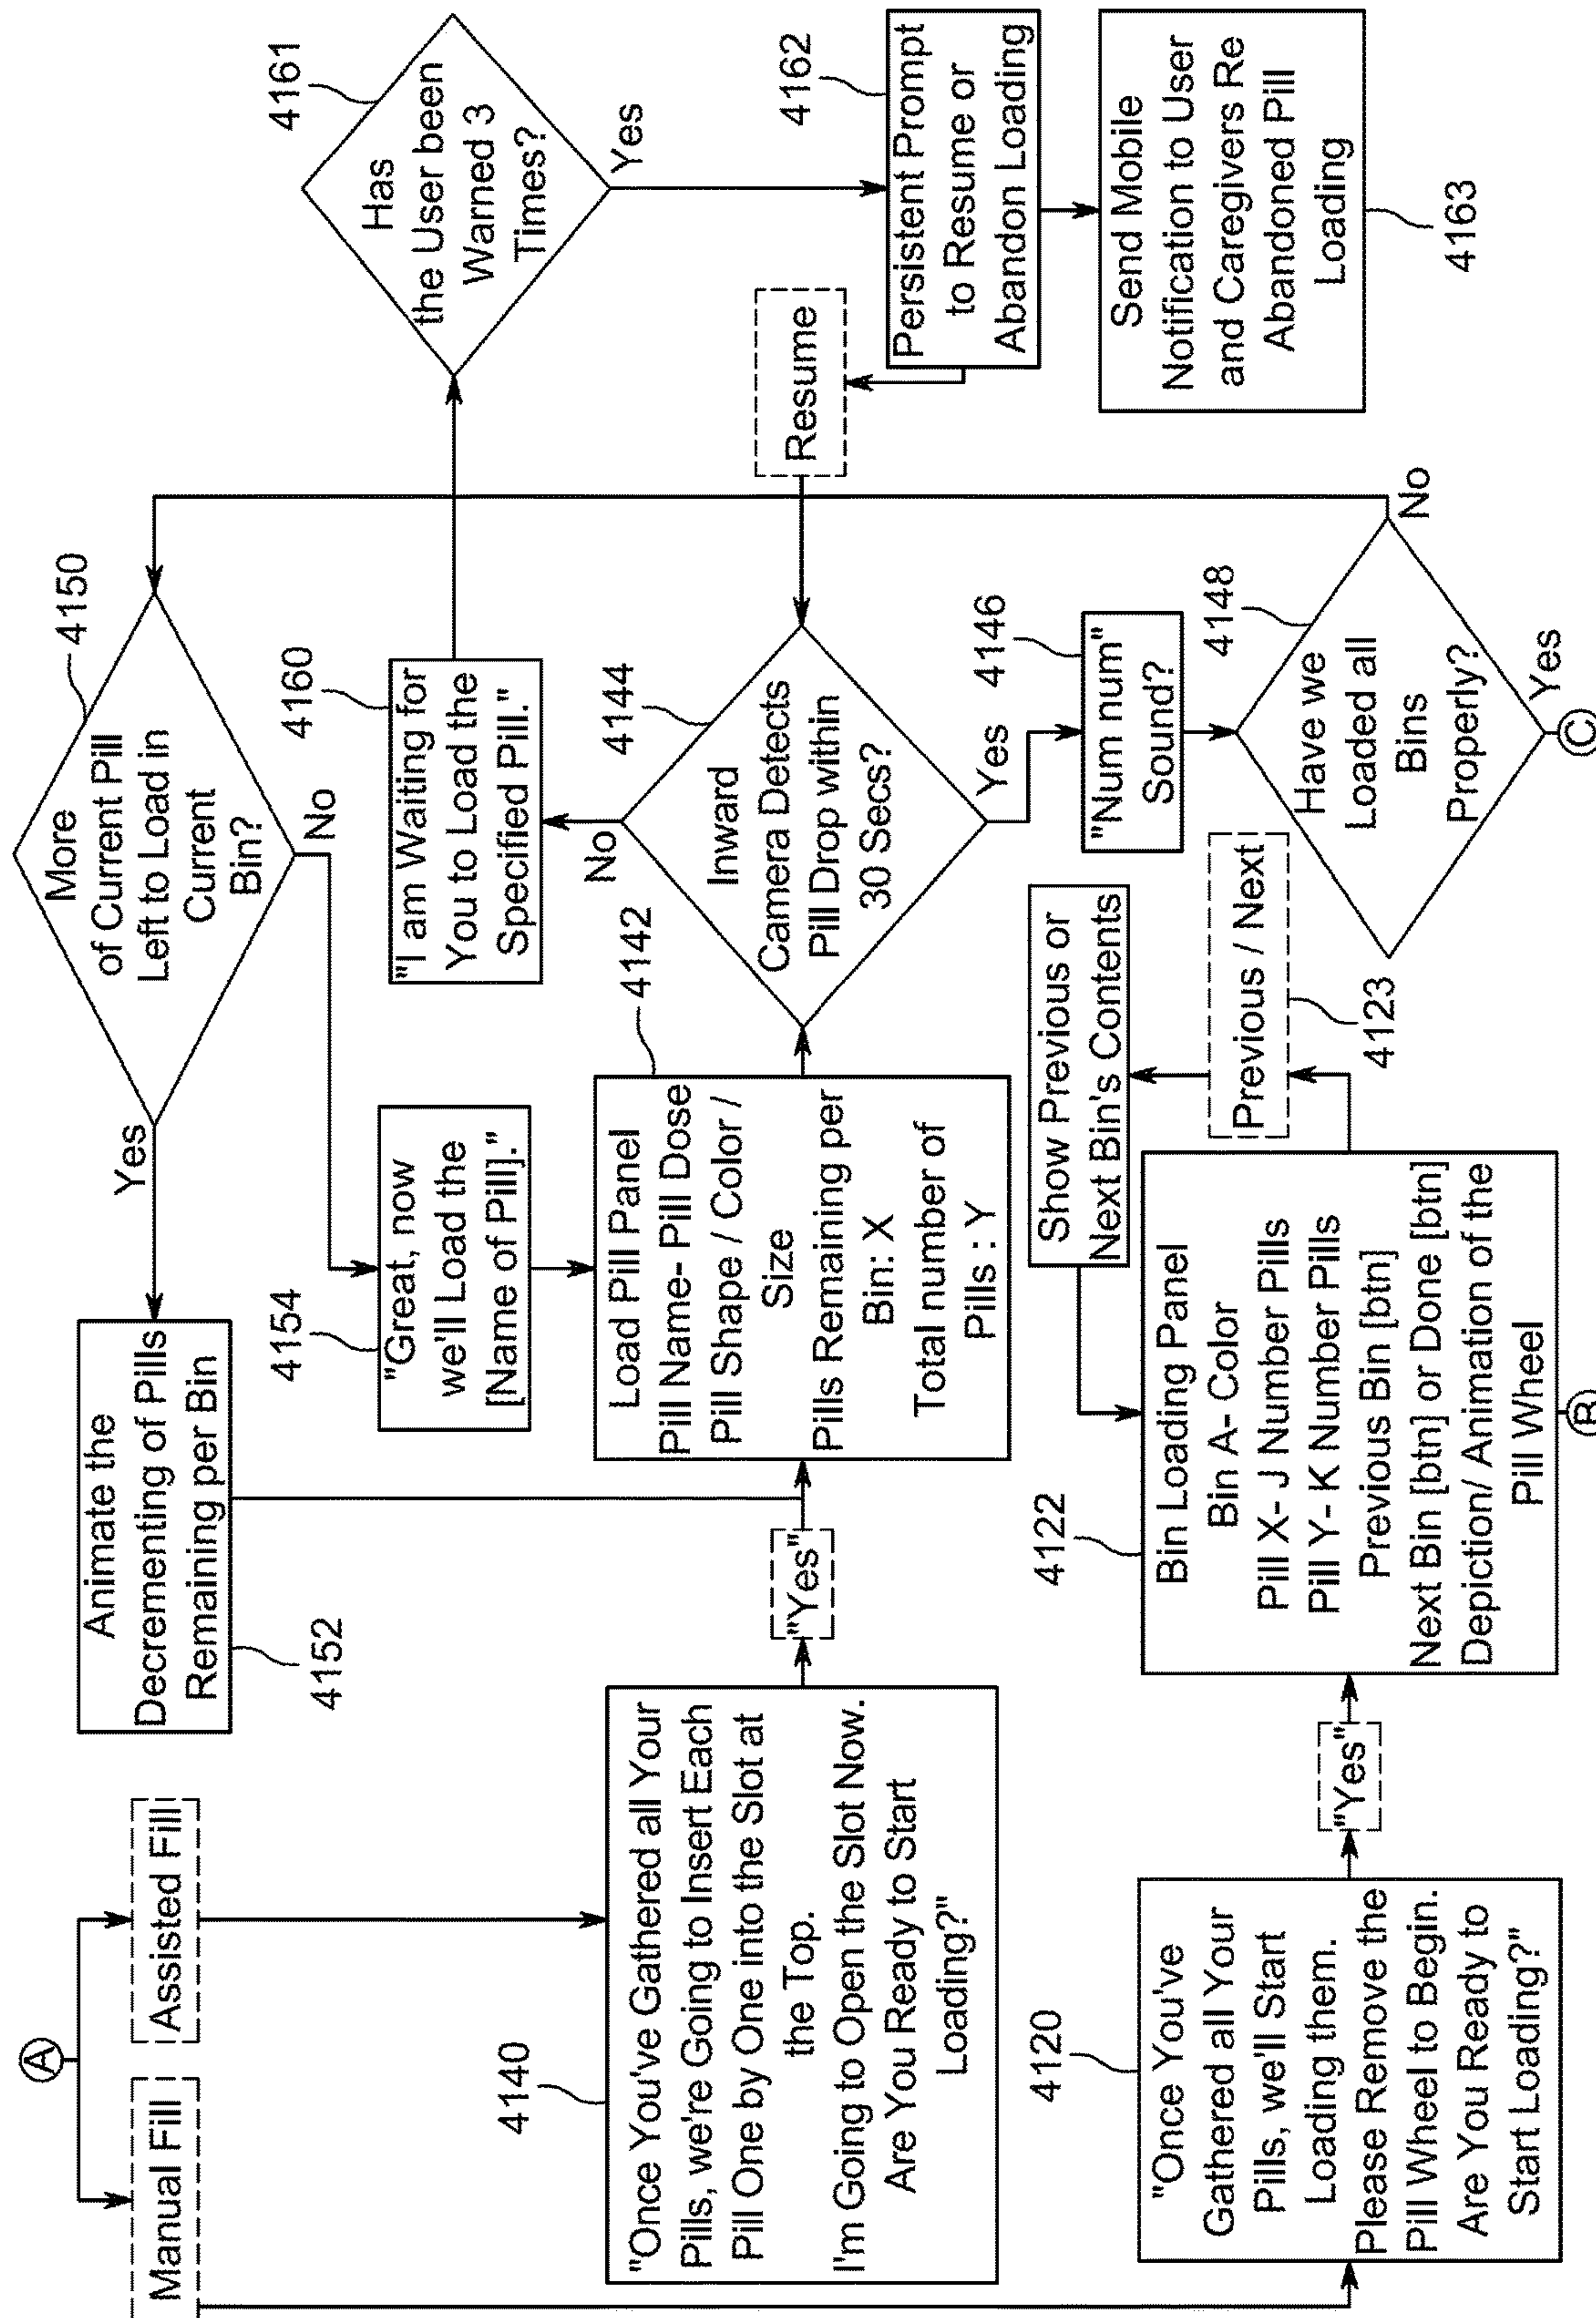 A
Manual Fill
Assisted Fill
4140
"Once You've Gathered all Your
Pills, we're Going to Insert Each
Pill One by One into the Slot at
the Top.
I'm Going to Open the Slot Now.
Are You Ready to Start
Loading?"
4120
"Once You've
Gathered all Your
Pills, we'll Start
Loading them.
Please Remove the
Pill Wheel to Begin.
Are You Ready to
Start Loading?"
Animate the
Decrementing of Pills
Remaining per Bin
4152
"Yes"
"Yes"
4154
"Great, now
we'll Load the
[Name of Pill]."
4142
Load Pill Panel
Pill Name- Pill Dose
Pill Shape / Color /
Size
Pills Remaining per
Bin: X
Total number of
Pills : Y
4122
Bin Loading Panel
Bin A- Color
Pill X- J Number Pills
Pill Y- K Number Pills
Previous Bin [btn]
Next Bin [btn] or Done [btn]
Depiction/ Animation of the
Pill Wheel
B
Show Previous or
Next Bin's Contents
Previous / Next
4123
Yes
More
of Current Pill
Left to Load in
Current
Bin?
4150
No
4160
"I am Waiting for
You to Load the
Specified Pill."
No
4144
Inward
Camera Detects
Pill Drop within
30 Secs?
Yes
4146
"Num num"
Sound?
4148
Have we
Loaded all
Bins
Properly?
No
Yes
C
4161
Has
the User been
Warned 3
Times?
Yes
Resume
4162
Persistent Prompt
to Resume or
Abandon Loading
Send Mobile
Notification to User
and Caregivers Re
Abandoned Pill
Loading
4163